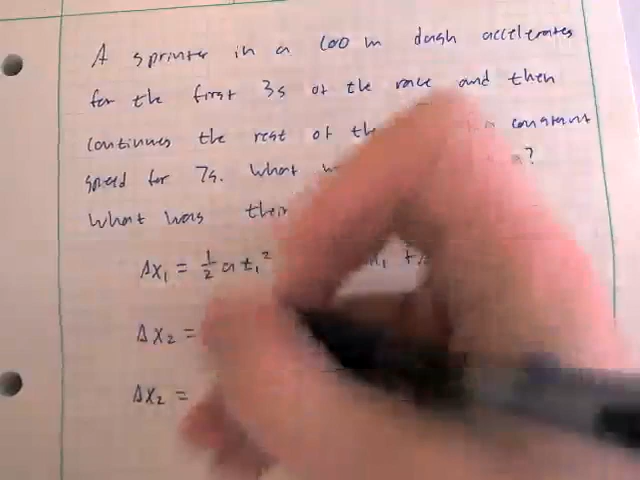 A sprinter in a 100 m dash accelerates
for the first 3s of the race and then
continues the rest of the a constant
speed for 7s. What a?
What was their
Δx₁ = ½ a t₁²
Δx₂ =
Δx₂ =